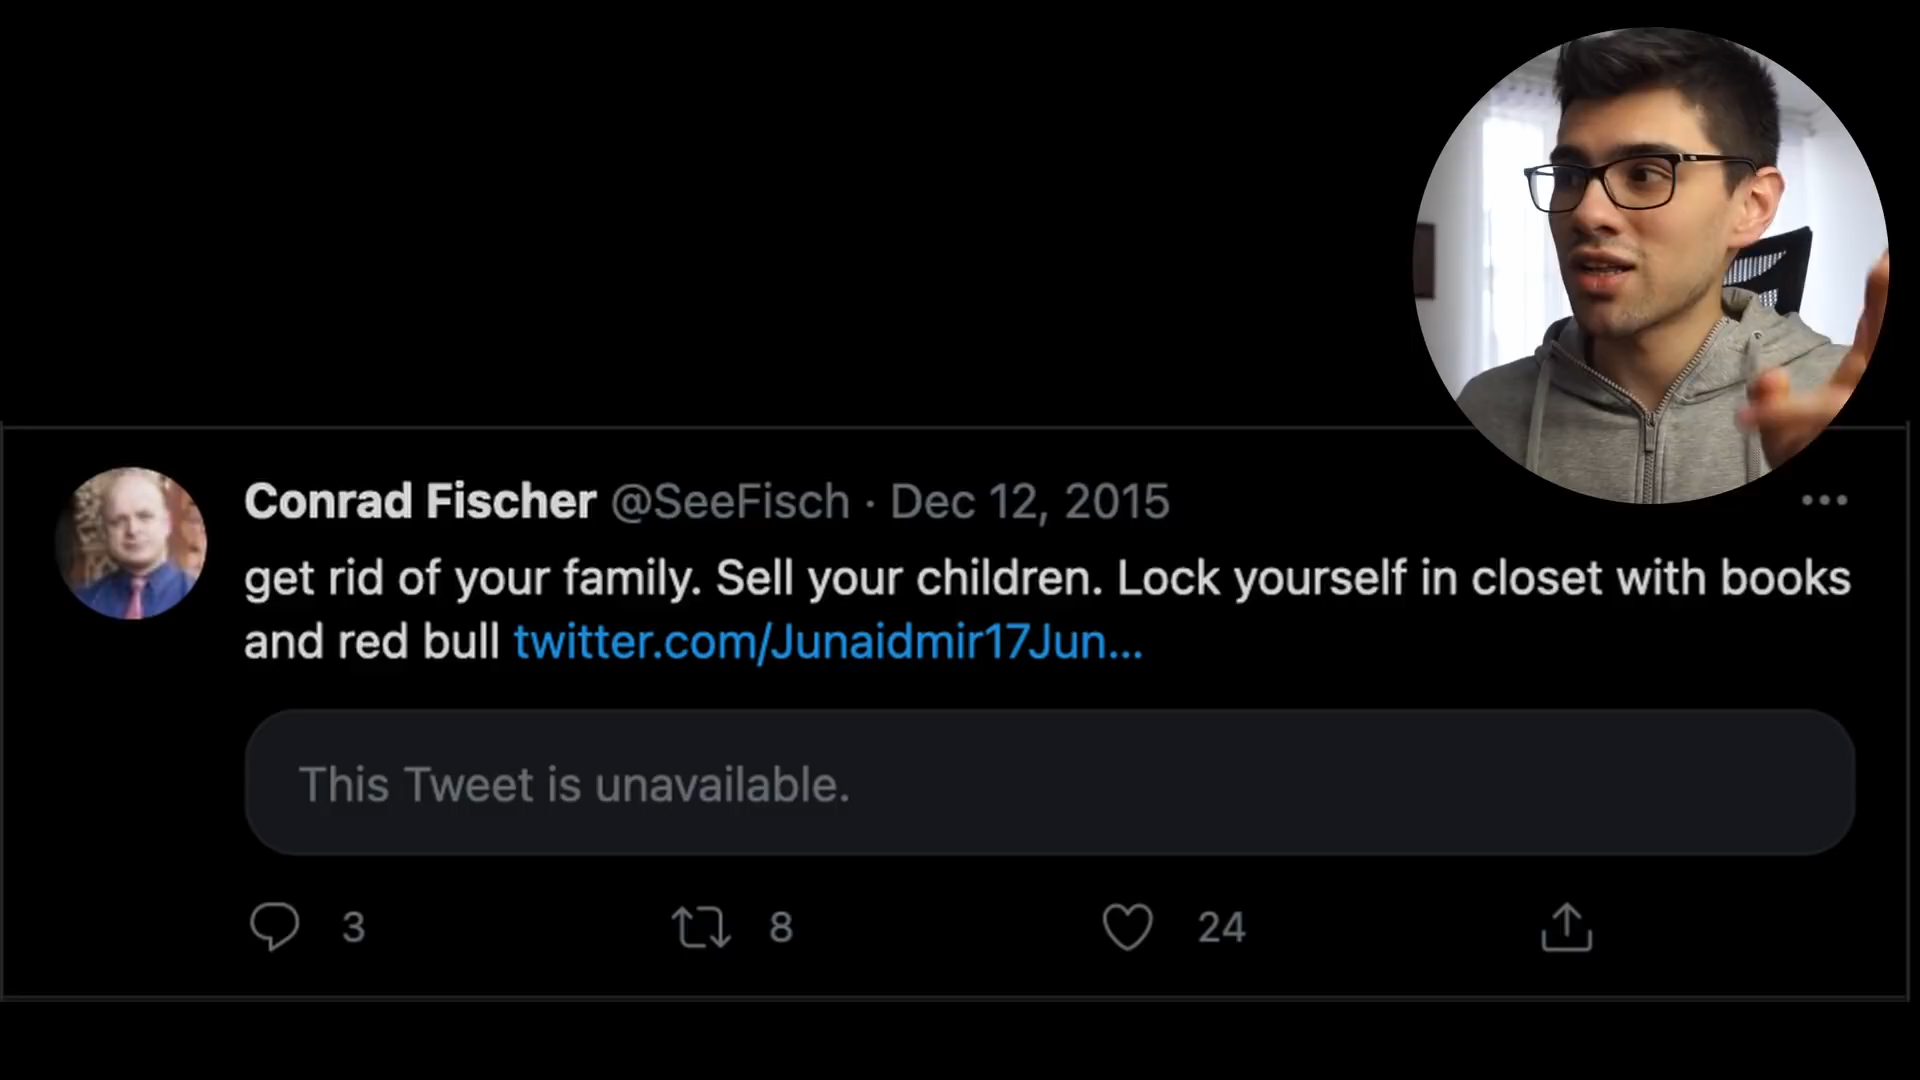 Conrad Fischer @SeeFisch · Dec 12, 2015
get rid of your family. Sell your children. Lock yourself in closet with books
and red bull twitter.com/Junaidmir17Jun...
This Tweet is unavailable.
3 8 24